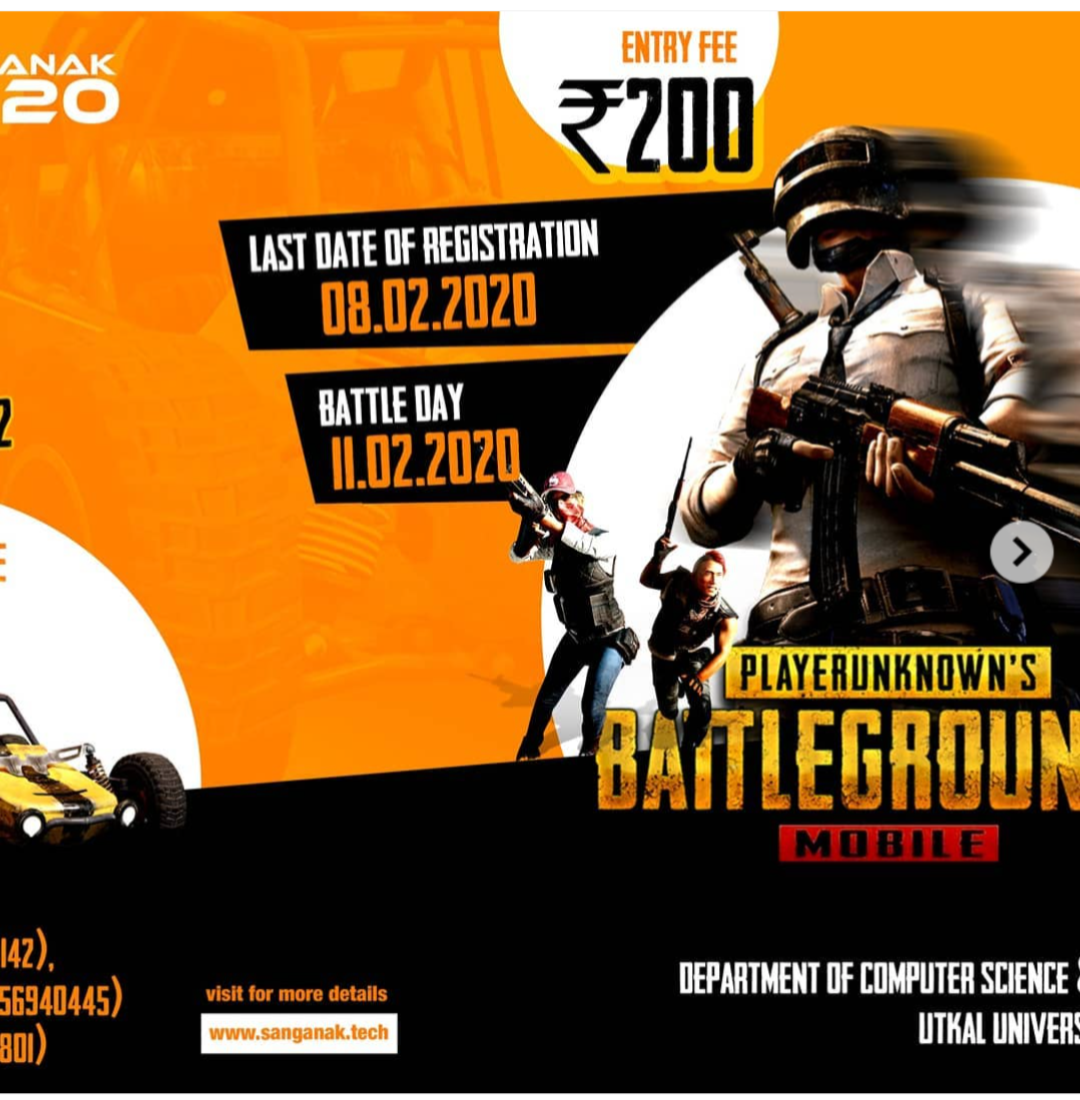 ANAK
20
ENTRY FEE
₹200
LAST DATE OF REGISTRATION
08.02.2020
BATTLE DAY
11.02.2020
2
E
PLAYERUNKNOWN'S
BATTLEGROUN
MOBILE
142),
56940445)
801)
visit for more details
www.sanganak.tech
DEPARTMENT OF COMPUTER SCIENCE &
UTKAL UNIVERS